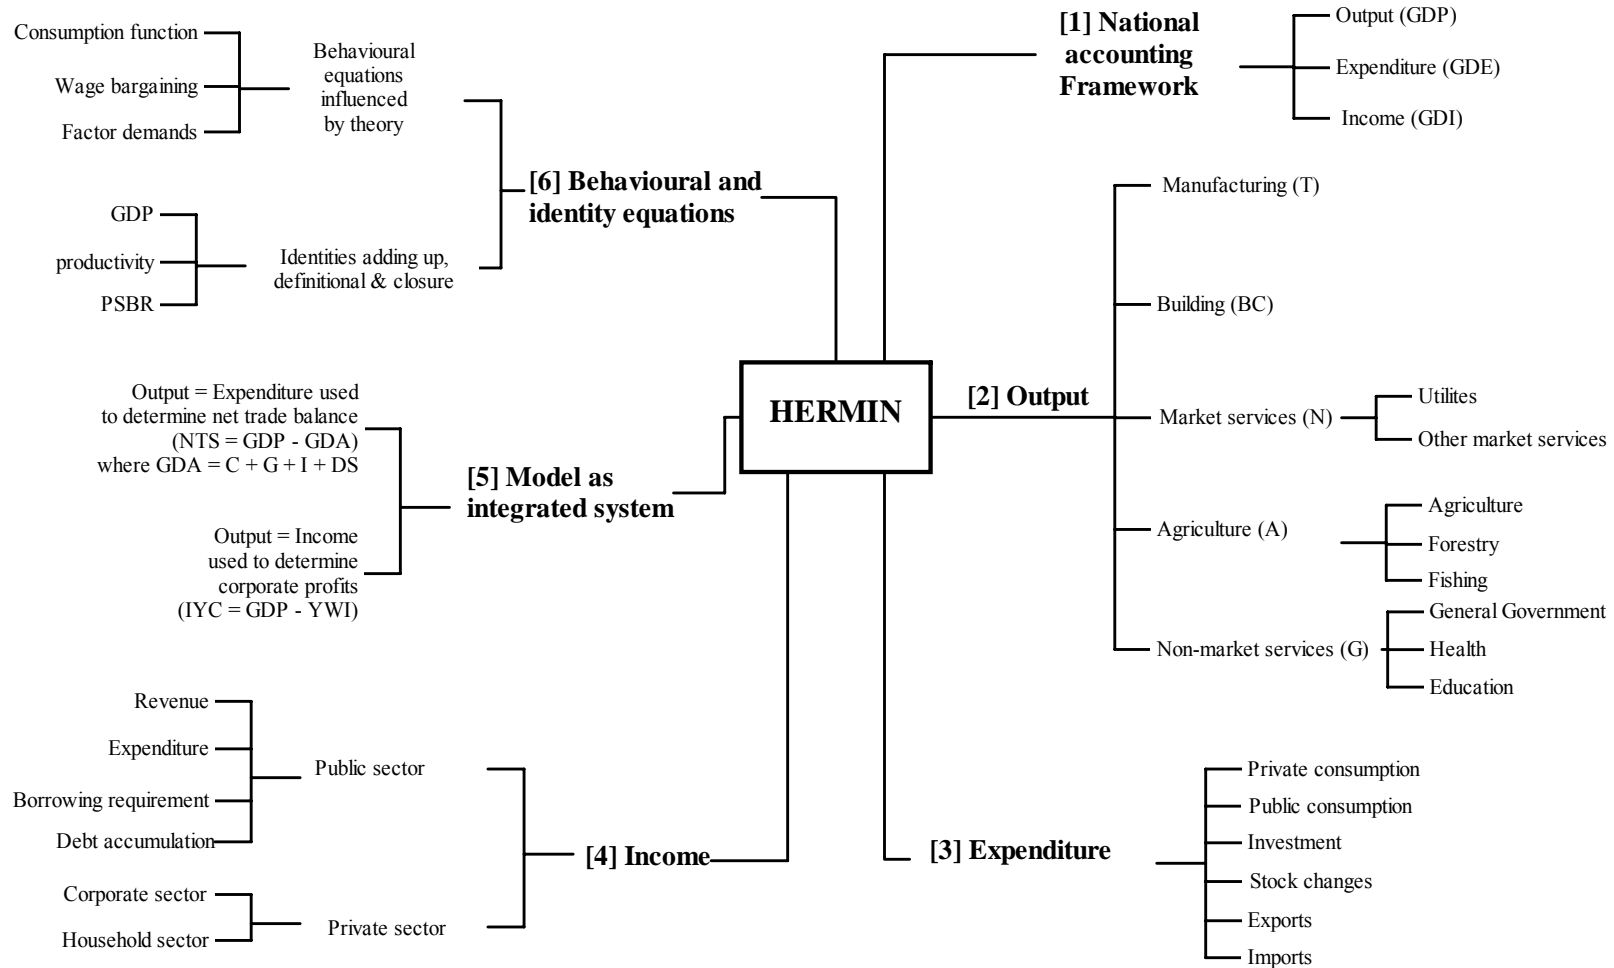 [1] National
accounting
Framework
Output (GDP)
Expenditure (GDE)
Income (GDI)
HERMIN
[2] Output
Manufacturing (T)
Building (BC)
Market services (N)
Utilites
Other market services
Agriculture (A)
Agriculture
Forestry
Fishing
Non-market services (G)
General Government
Health
Education
[3] Expenditure
Private consumption
Public consumption
Investment
Stock changes
Exports
Imports
[4] Income
Public sector
Revenue
Expenditure
Borrowing requirement
Debt accumulation
Private sector
Corporate sector
Household sector
[5] Model as
integrated system
Output = Expenditure used
to determine net trade balance
(NTS = GDP - GDA)
where GDA = C + G + I + DS
Output = Income
used to determine
corporate profits
(IYC = GDP - YWI)
[6] Behavioural and
identity equations
Behavioural
equations
influenced
by theory
Consumption function
Wage bargaining
Factor demands
Identities adding up,
definitional & closure
GDP
productivity
PSBR